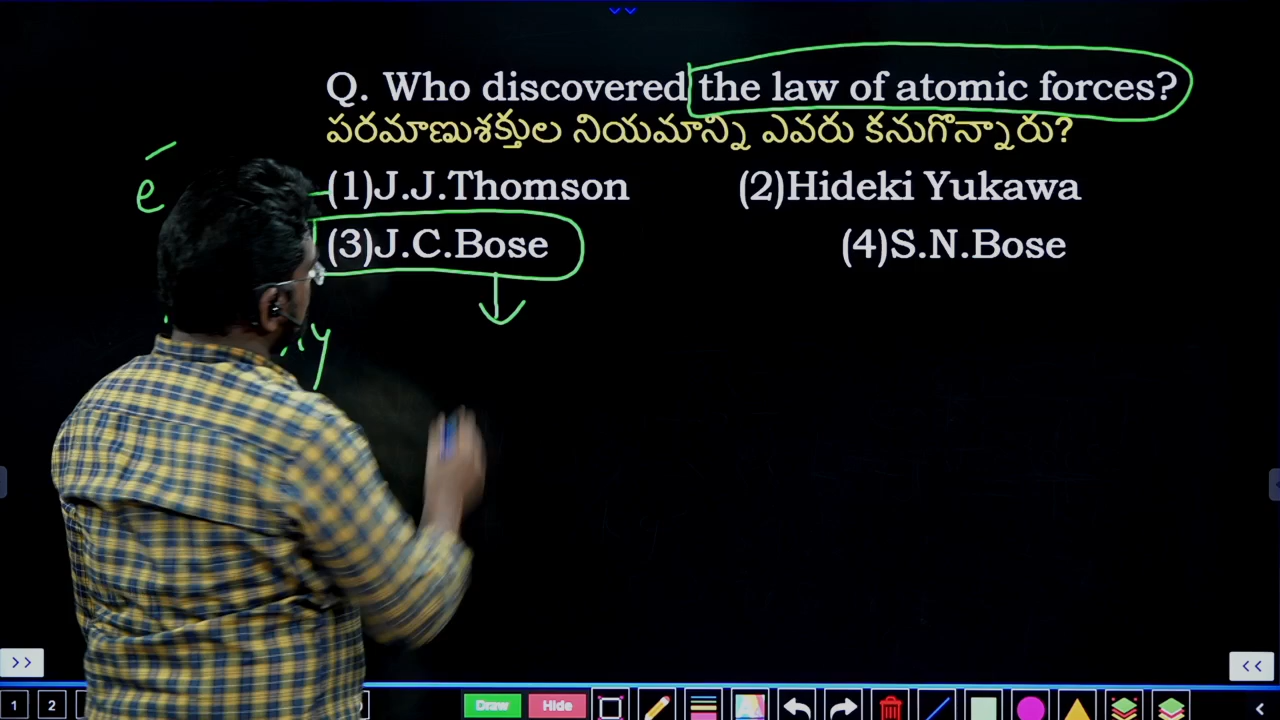 Q. Who discovered the law of atomic forces?
పరమాణుశక్తుల నియమాన్ని ఎవరు కనుగొన్నారు?
e
(1)J.J.Thomson (2)Hideki Yukawa
(3)J.C.Bose (4)S.N.Bose
y
>> <<
1 2 Draw Hide <